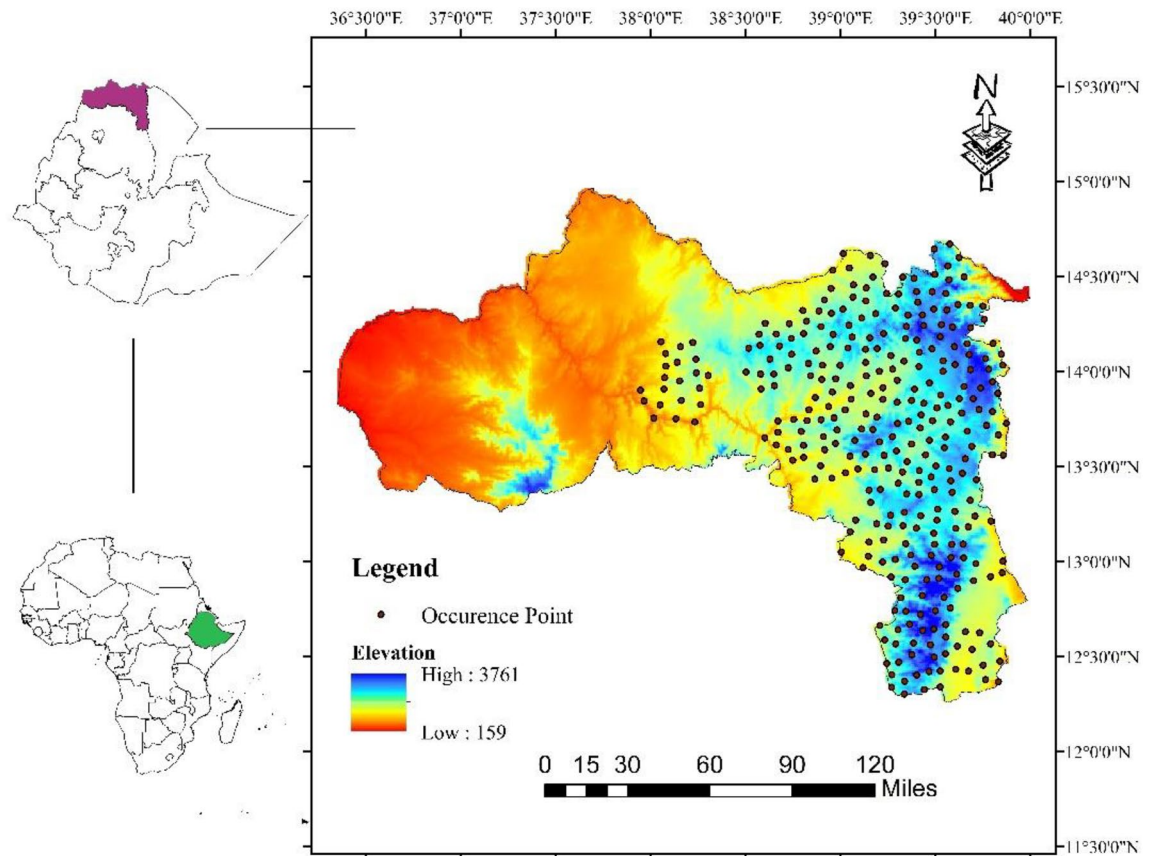 36°30'0"E 37°0'0"E 37°30'0"E 38°0'0"E 38°30'0"E 39°0'0"E 39°30'0"E 40°0'0"E
15°30'0"N
N
15°0'0"N
14°30'0"N
14°0'0"N
13°30'0"N
13°0'0"N
Legend
Occurence Point
Elevation
High : 3761
Low : 159
12°30'0"N
12°0'0"N
0 15 30 60 90 120
Miles
11°30'0"N